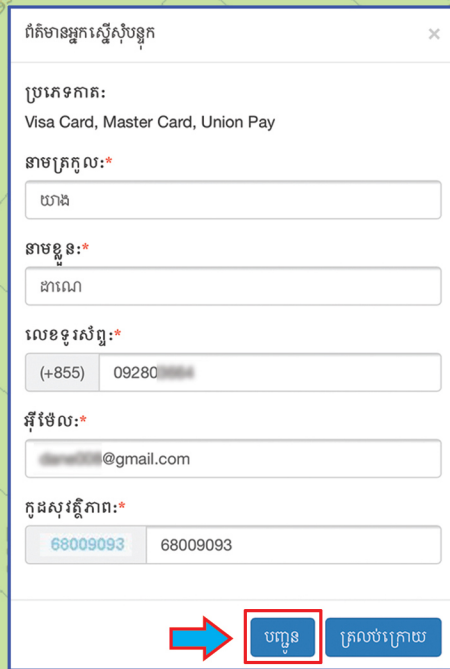 ព័ត៌មានអ្នកស្នើសុំបន្ទុក ×
ប្រភេទកាត:
Visa Card, Master Card, Union Pay
នាមត្រកូល:*
យាង
នាមខ្លួន:*
ដាណេ
លេខទូរស័ព្ទ:*
(+855) 09280
អ៊ីម៉ែល:*
@gmail.com
កូដសុវត្ថិភាព:*
68009093 68009093
បញ្ជូន ត្រលប់ក្រោយ